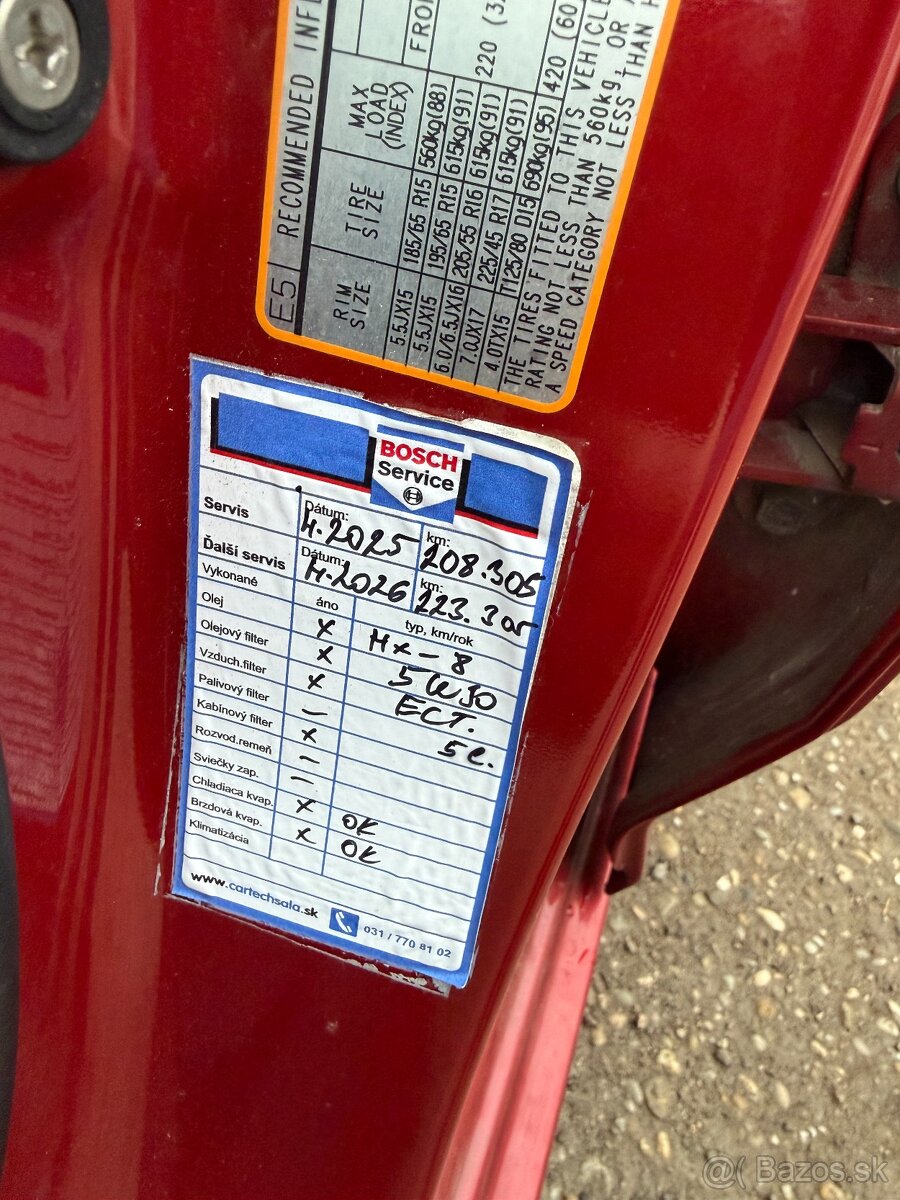 E5 RECOMMENDED INFL
RIM SIZE TIRE SIZE MAX LOAD (INDEX) FRO
5.5JX15 185/65 R15 560kg(88)
5.5JX15 195/65 R15 615kg(91) 220 (3
6.0/6.5JX16 205/55 R16 615kg(91)
7.0JX17 225/45 R17 615kg(91)
4.0TX15 T125/80 D15 690kg(95) 420 (60
THE TIRES FITTED TO THIS VEHICLE
RATING NOT LESS THAN 560kg, OR
A SPEED CATEGORY NOT LESS THAN H
BOSCH
Service
Servis Dátum: 4.2025 km: 208.305
Ďalší servis Dátum: 4.2026 km: 223.305
Vykonané áno typ, km/rok
Olej x Hx-8
Olejový filter x 5W30
Vzduch.filter x ECT.
Palivový filter – 5l.
Kabínový filter x
Rozvod.remeň –
Sviečky zap. –
Chladiaca kvap. x OK
Brzdová kvap. x OK
Klimatizácia
www.cartechsala.sk 031 / 770 81 02
@( Bazos.sk